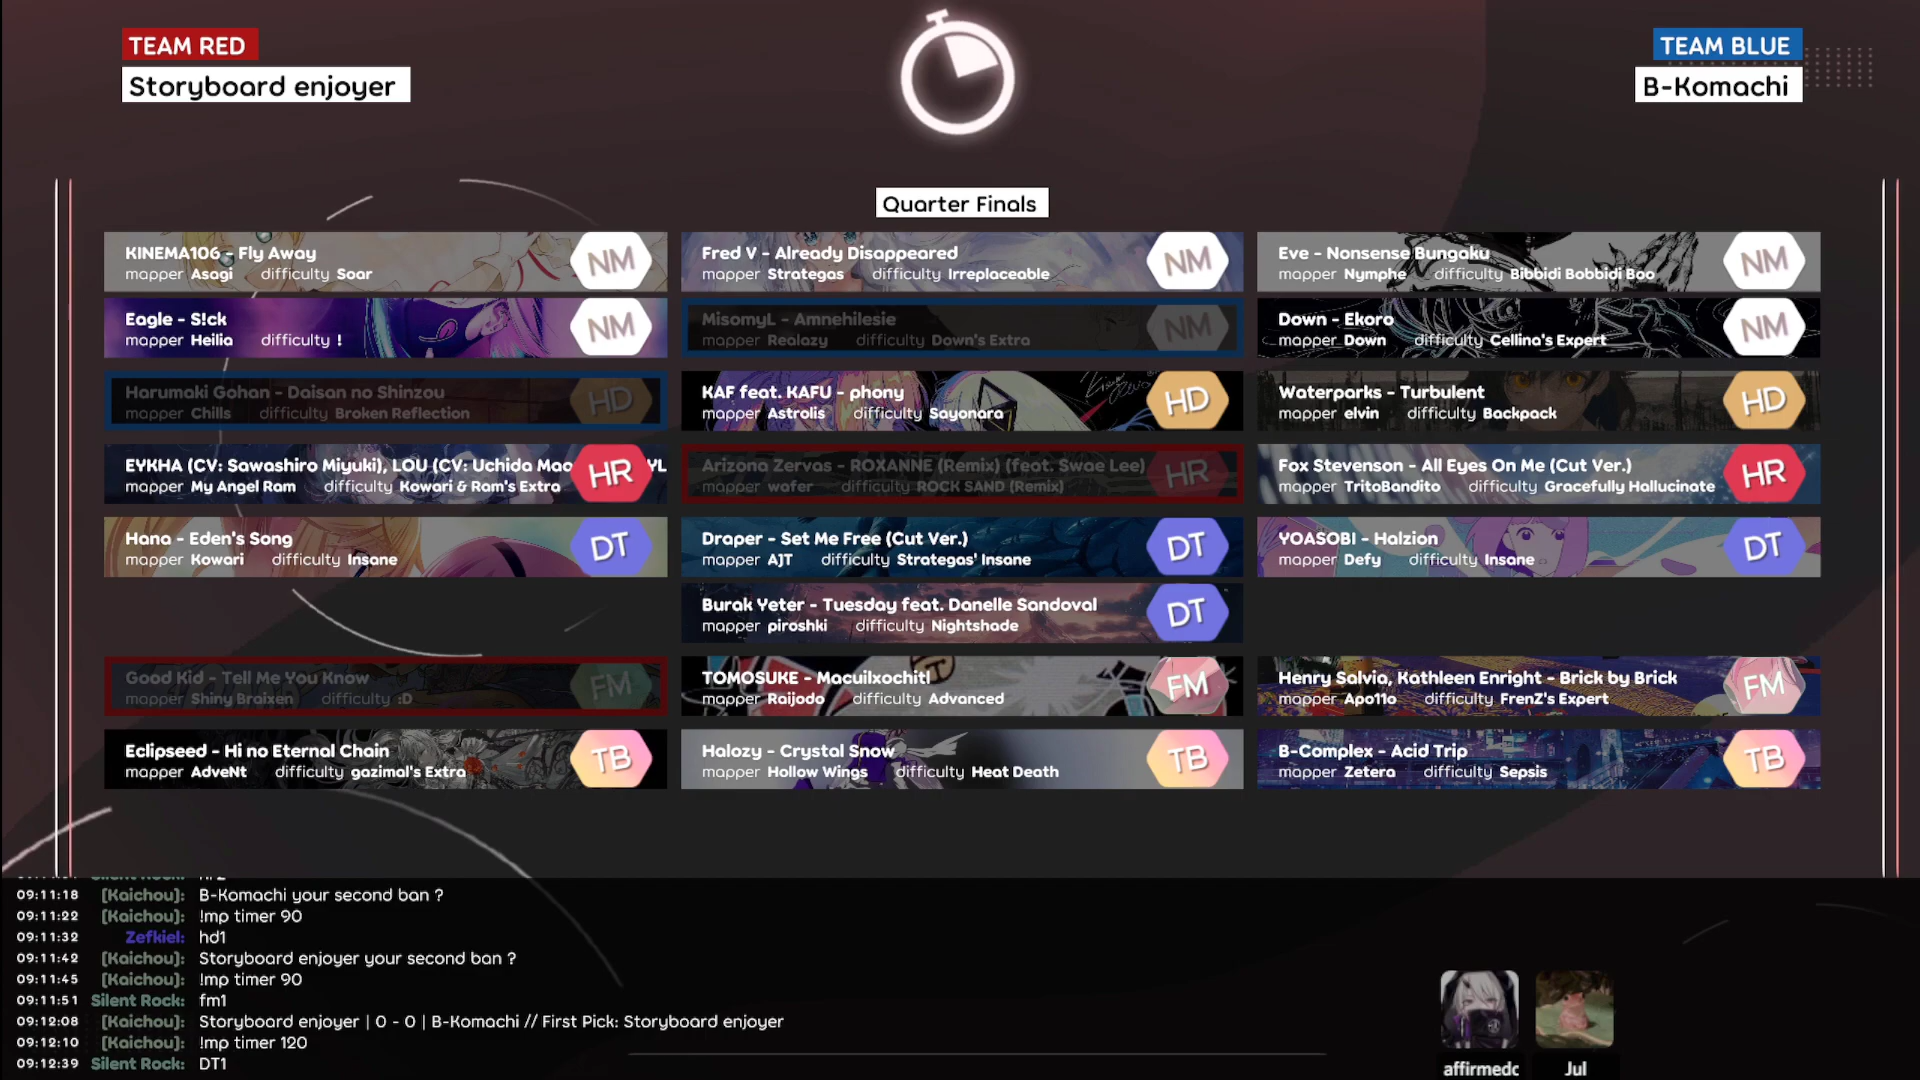 TEAM RED
Storyboard enjoyer
TEAM BLUE
B-Komachi
Quarter Finals
KINEMA106 - Fly Away
mapper Asagi difficulty Soar
NM
Fred V - Already Disappeared
mapper Strategas difficulty Irreplaceable
NM
Eve - Nonsense Bungaku
mapper Nymphe difficulty Bibbidi Bobbidi Boo
NM
Eagle - S!ck
mapper Heilia difficulty !
NM
MisomyL - Amnehilesie
mapper Realazy difficulty Down's Extra
NM
Down - Ekoro
mapper Down difficulty Cellina's Expert
NM
Harumaki Gohan - Daisan no Shinzou
mapper Chills difficulty Broken Reflection
HD
KAF feat. KAFU - phony
mapper Astrolis difficulty Sayonara
HD
Waterparks - Turbulent
mapper elvin difficulty Backpack
HD
EYKHA (CV: Sawashiro Miyuki), LOU (CV: Uchida Mao YL
mapper My Angel Ram difficulty Kowari & Ram's Extra
HR
Arizona Zervas - ROXANNE (Remix) (feat. Swae Lee)
mapper wafer difficulty ROCK SAND (Remix)
HR
Fox Stevenson - All Eyes On Me (Cut Ver.)
mapper TritoBandito difficulty Gracefully Hallucinate
HR
Hana - Eden's Song
mapper Kowari difficulty Insane
DT
Draper - Set Me Free (Cut Ver.)
mapper AJT difficulty Strategas' Insane
DT
YOASOBI - Halzion
mapper Defy difficulty Insane
DT
Burak Yeter - Tuesday feat. Danelle Sandoval
mapper piroshki difficulty Nightshade
DT
Good Kid - Tell Me You Know
mapper Shiny Braixen difficulty :D
FM
TOMOSUKE - Macuilxochitl
mapper Raijodo difficulty Advanced
FM
Henry Salvia, Kathleen Enright - Brick by Brick
mapper Apo11o difficulty FrenZ's Expert
FM
Eclipseed - Hi no Eternal Chain
mapper AdveNt difficulty gazimal's Extra
TB
Halozy - Crystal Snow
mapper Hollow Wings difficulty Heat Death
TB
B-Complex - Acid Trip
mapper Zetera difficulty Sepsis
TB
09:11:18 [Kaichou]: B-Komachi your second ban ?
09:11:22 [Kaichou]: !mp timer 90
09:11:32 Zefkiel: hd1
09:11:42 [Kaichou]: Storyboard enjoyer your second ban ?
09:11:45 [Kaichou]: !mp timer 90
09:11:51 Silent Rock: fm1
09:12:08 [Kaichou]: Storyboard enjoyer | 0 - 0 | B-Komachi // First Pick: Storyboard enjoyer
09:12:10 [Kaichou]: !mp timer 120
09:12:39 Silent Rock: DT1
affirmedc
Jul